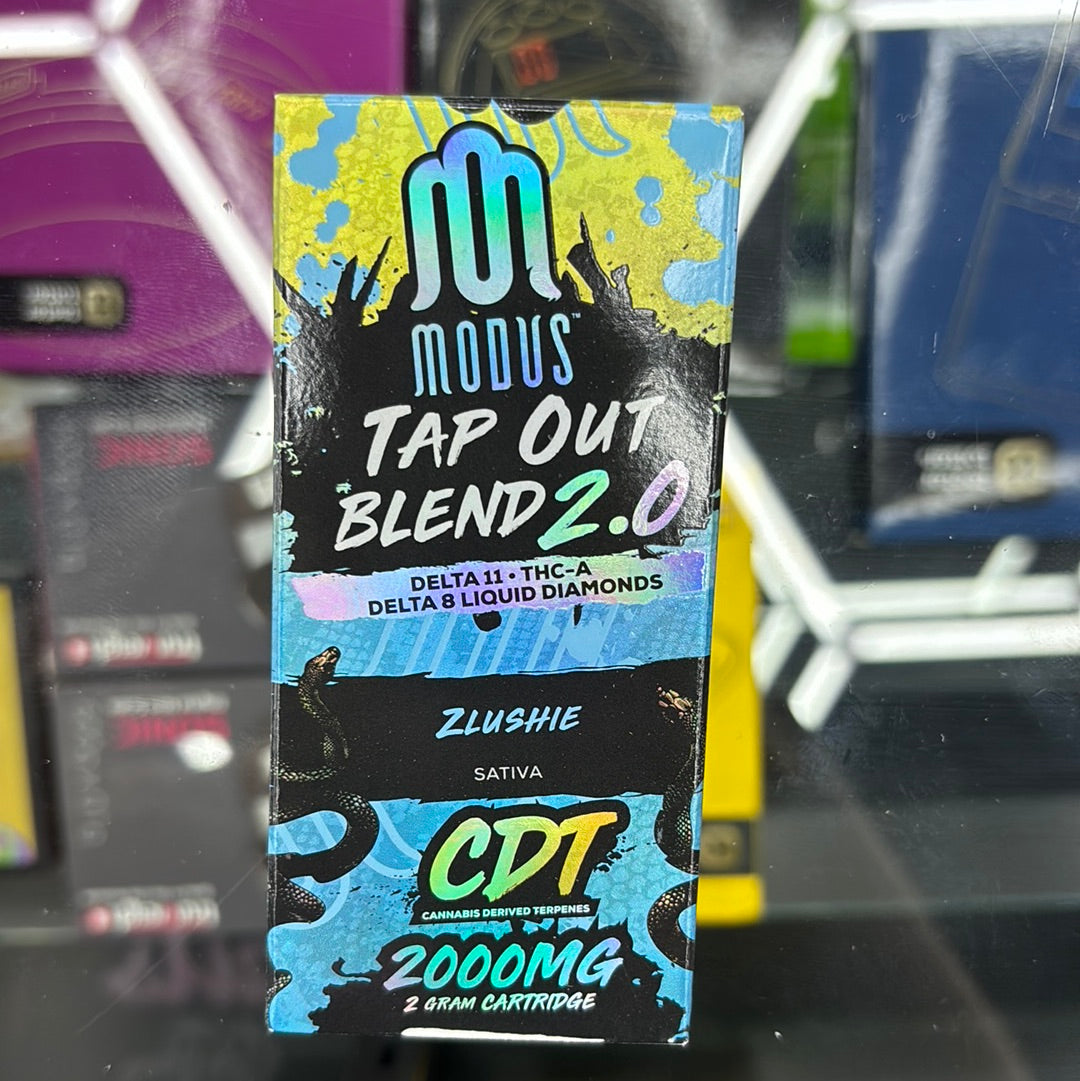 MODUS™
TAP OUT
BLEND 2.0
DELTA 11 • THC-A
DELTA 8 LIQUID DIAMONDS
ZLUSHIE
SATIVA
CDT
CANNABIS DERIVED TERPENES
2000MG
2 GRAM CARTRIDGE